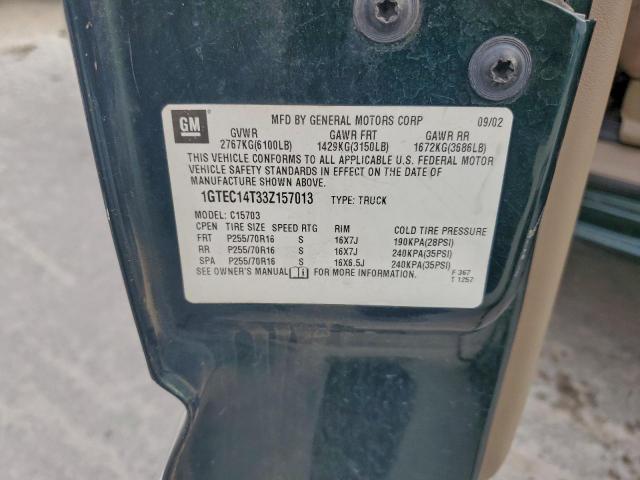 GM
MFD BY GENERAL MOTORS CORP 09/02
GVWR GAWR FRT GAWR RR
2767KG(6100LB) 1429KG(3150LB) 1672KG(3686LB)
THIS VEHICLE CONFORMS TO ALL APPLICABLE U.S. FEDERAL MOTOR
VEHICLE SAFETY STANDARDS IN EFFECT ON THE DATE OF
MANUFACTURE SHOWN ABOVE.
1GTEC14T33Z157013 TYPE: TRUCK
MODEL: C15703
CPEN TIRE SIZE SPEED RTG RIM COLD TIRE PRESSURE
FRT P255/70R16 S 16X7J 190KPA(28PSI)
RR P255/70R16 S 16X7J 240KPA(35PSI)
SPA P255/70R16 S 16X6.5J 240KPA(35PSI)
SEE OWNER'S MANUAL FOR MORE INFORMATION. F 367
T 1257